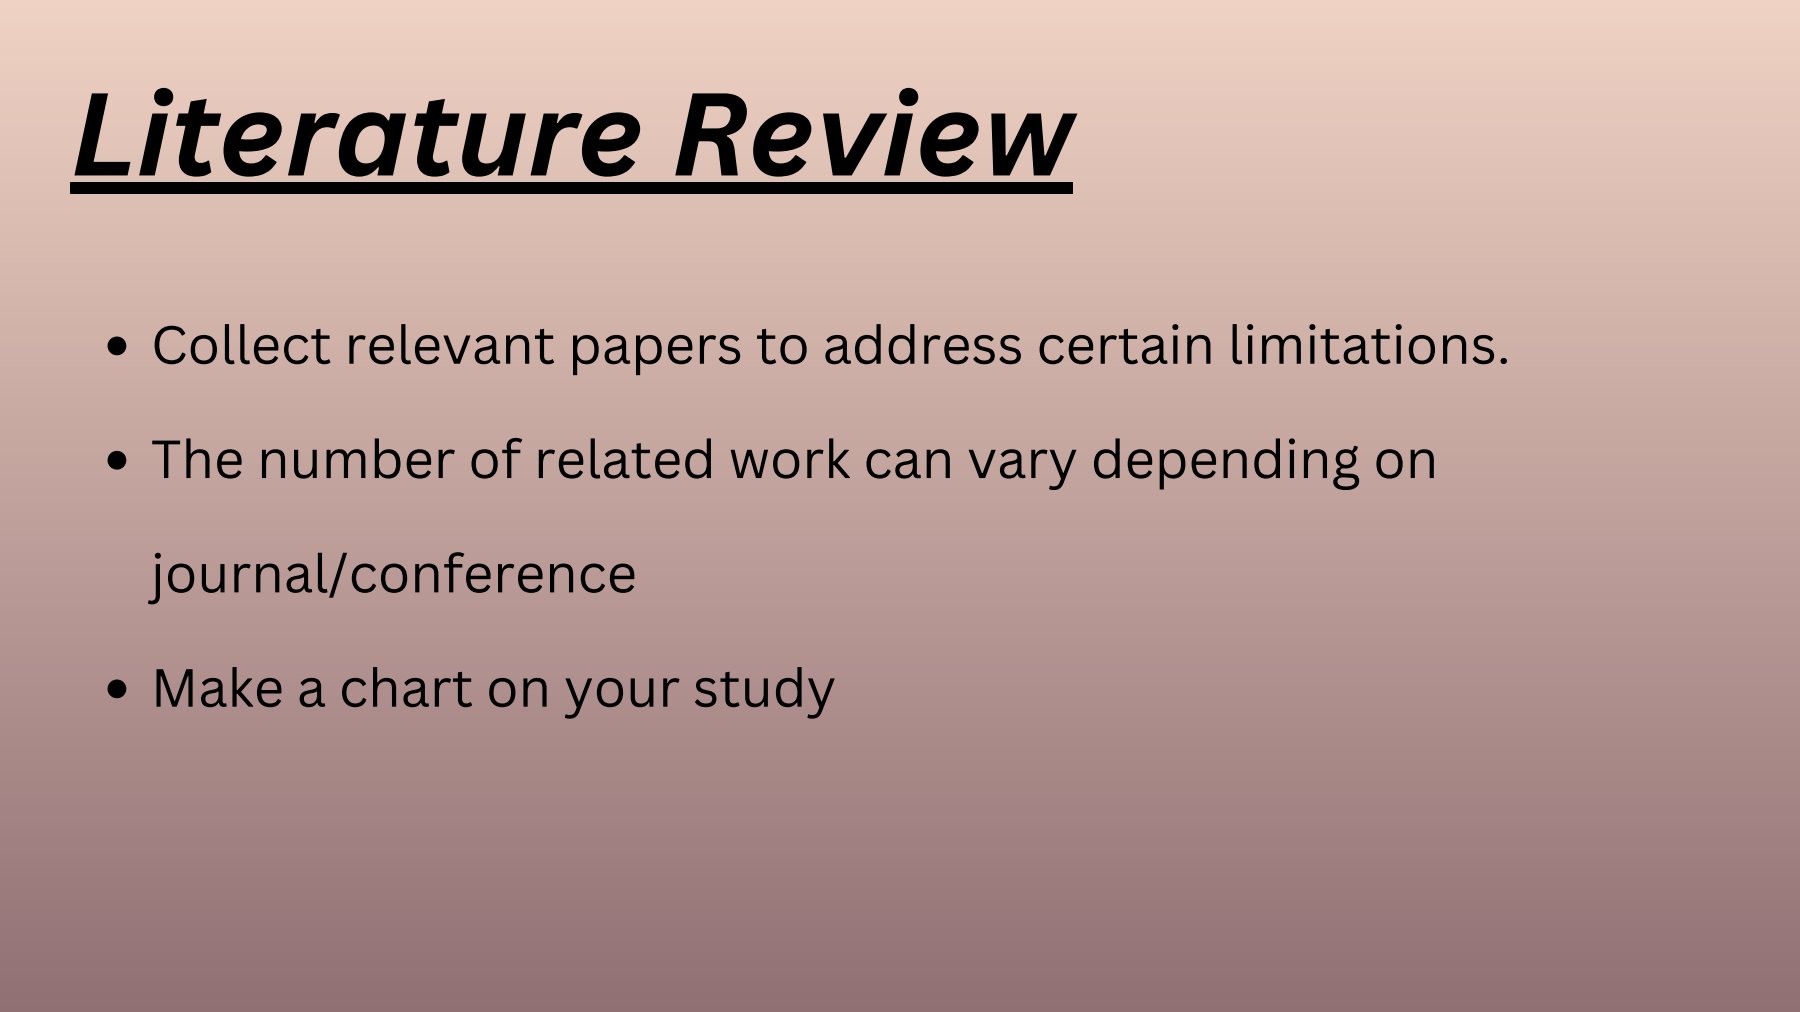 Literature Review
• Collect relevant papers to address certain limitations.
• The number of related work can vary depending on
journal/conference
• Make a chart on your study